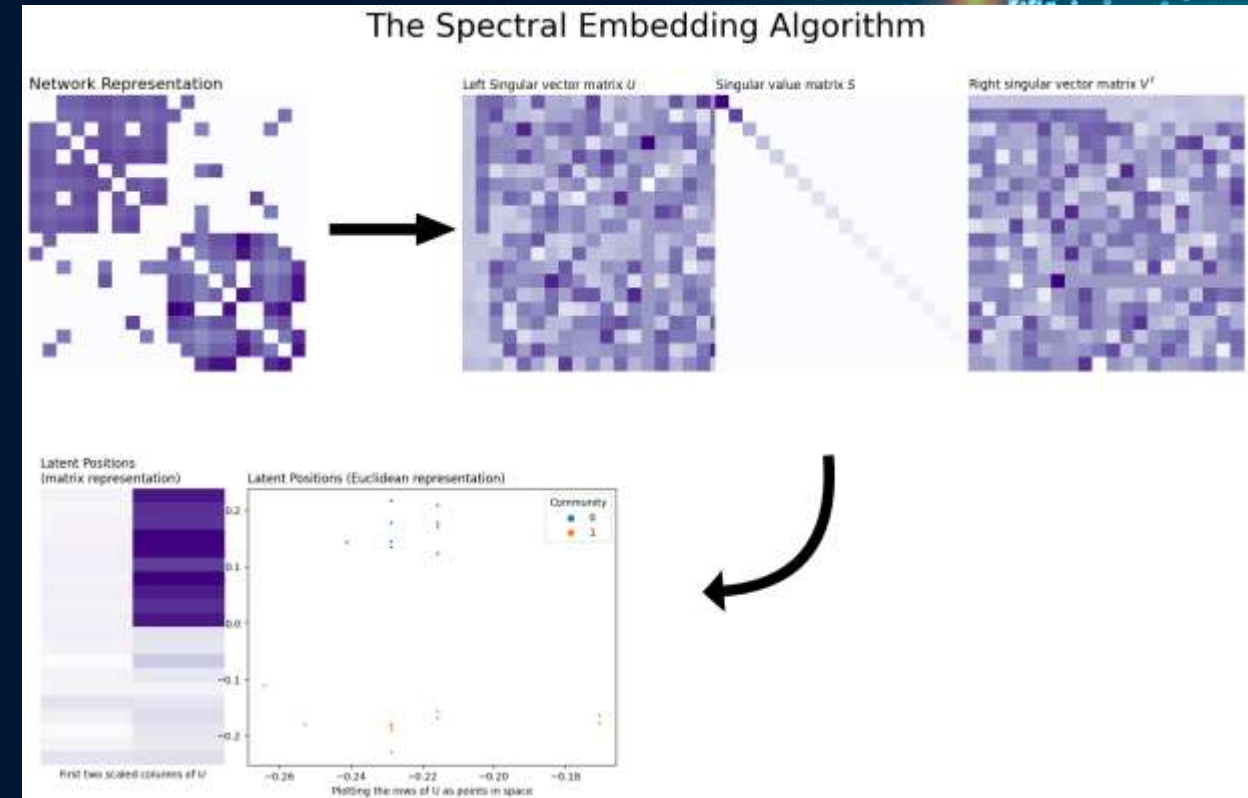 The Spectral Embedding Algorithm
Network Representation
Left Singular vector matrix U
Singular value matrix S
Right singular vector matrix Vᵀ
Latent Positions
(matrix representation)
Latent Positions (Euclidean representation)
Community
0
1
0.2
0.1
0.0
−0.1
−0.2
−0.26
−0.24
−0.22
−0.20
−0.18
First two scaled columns of U
Plotting the rows of U as points in space